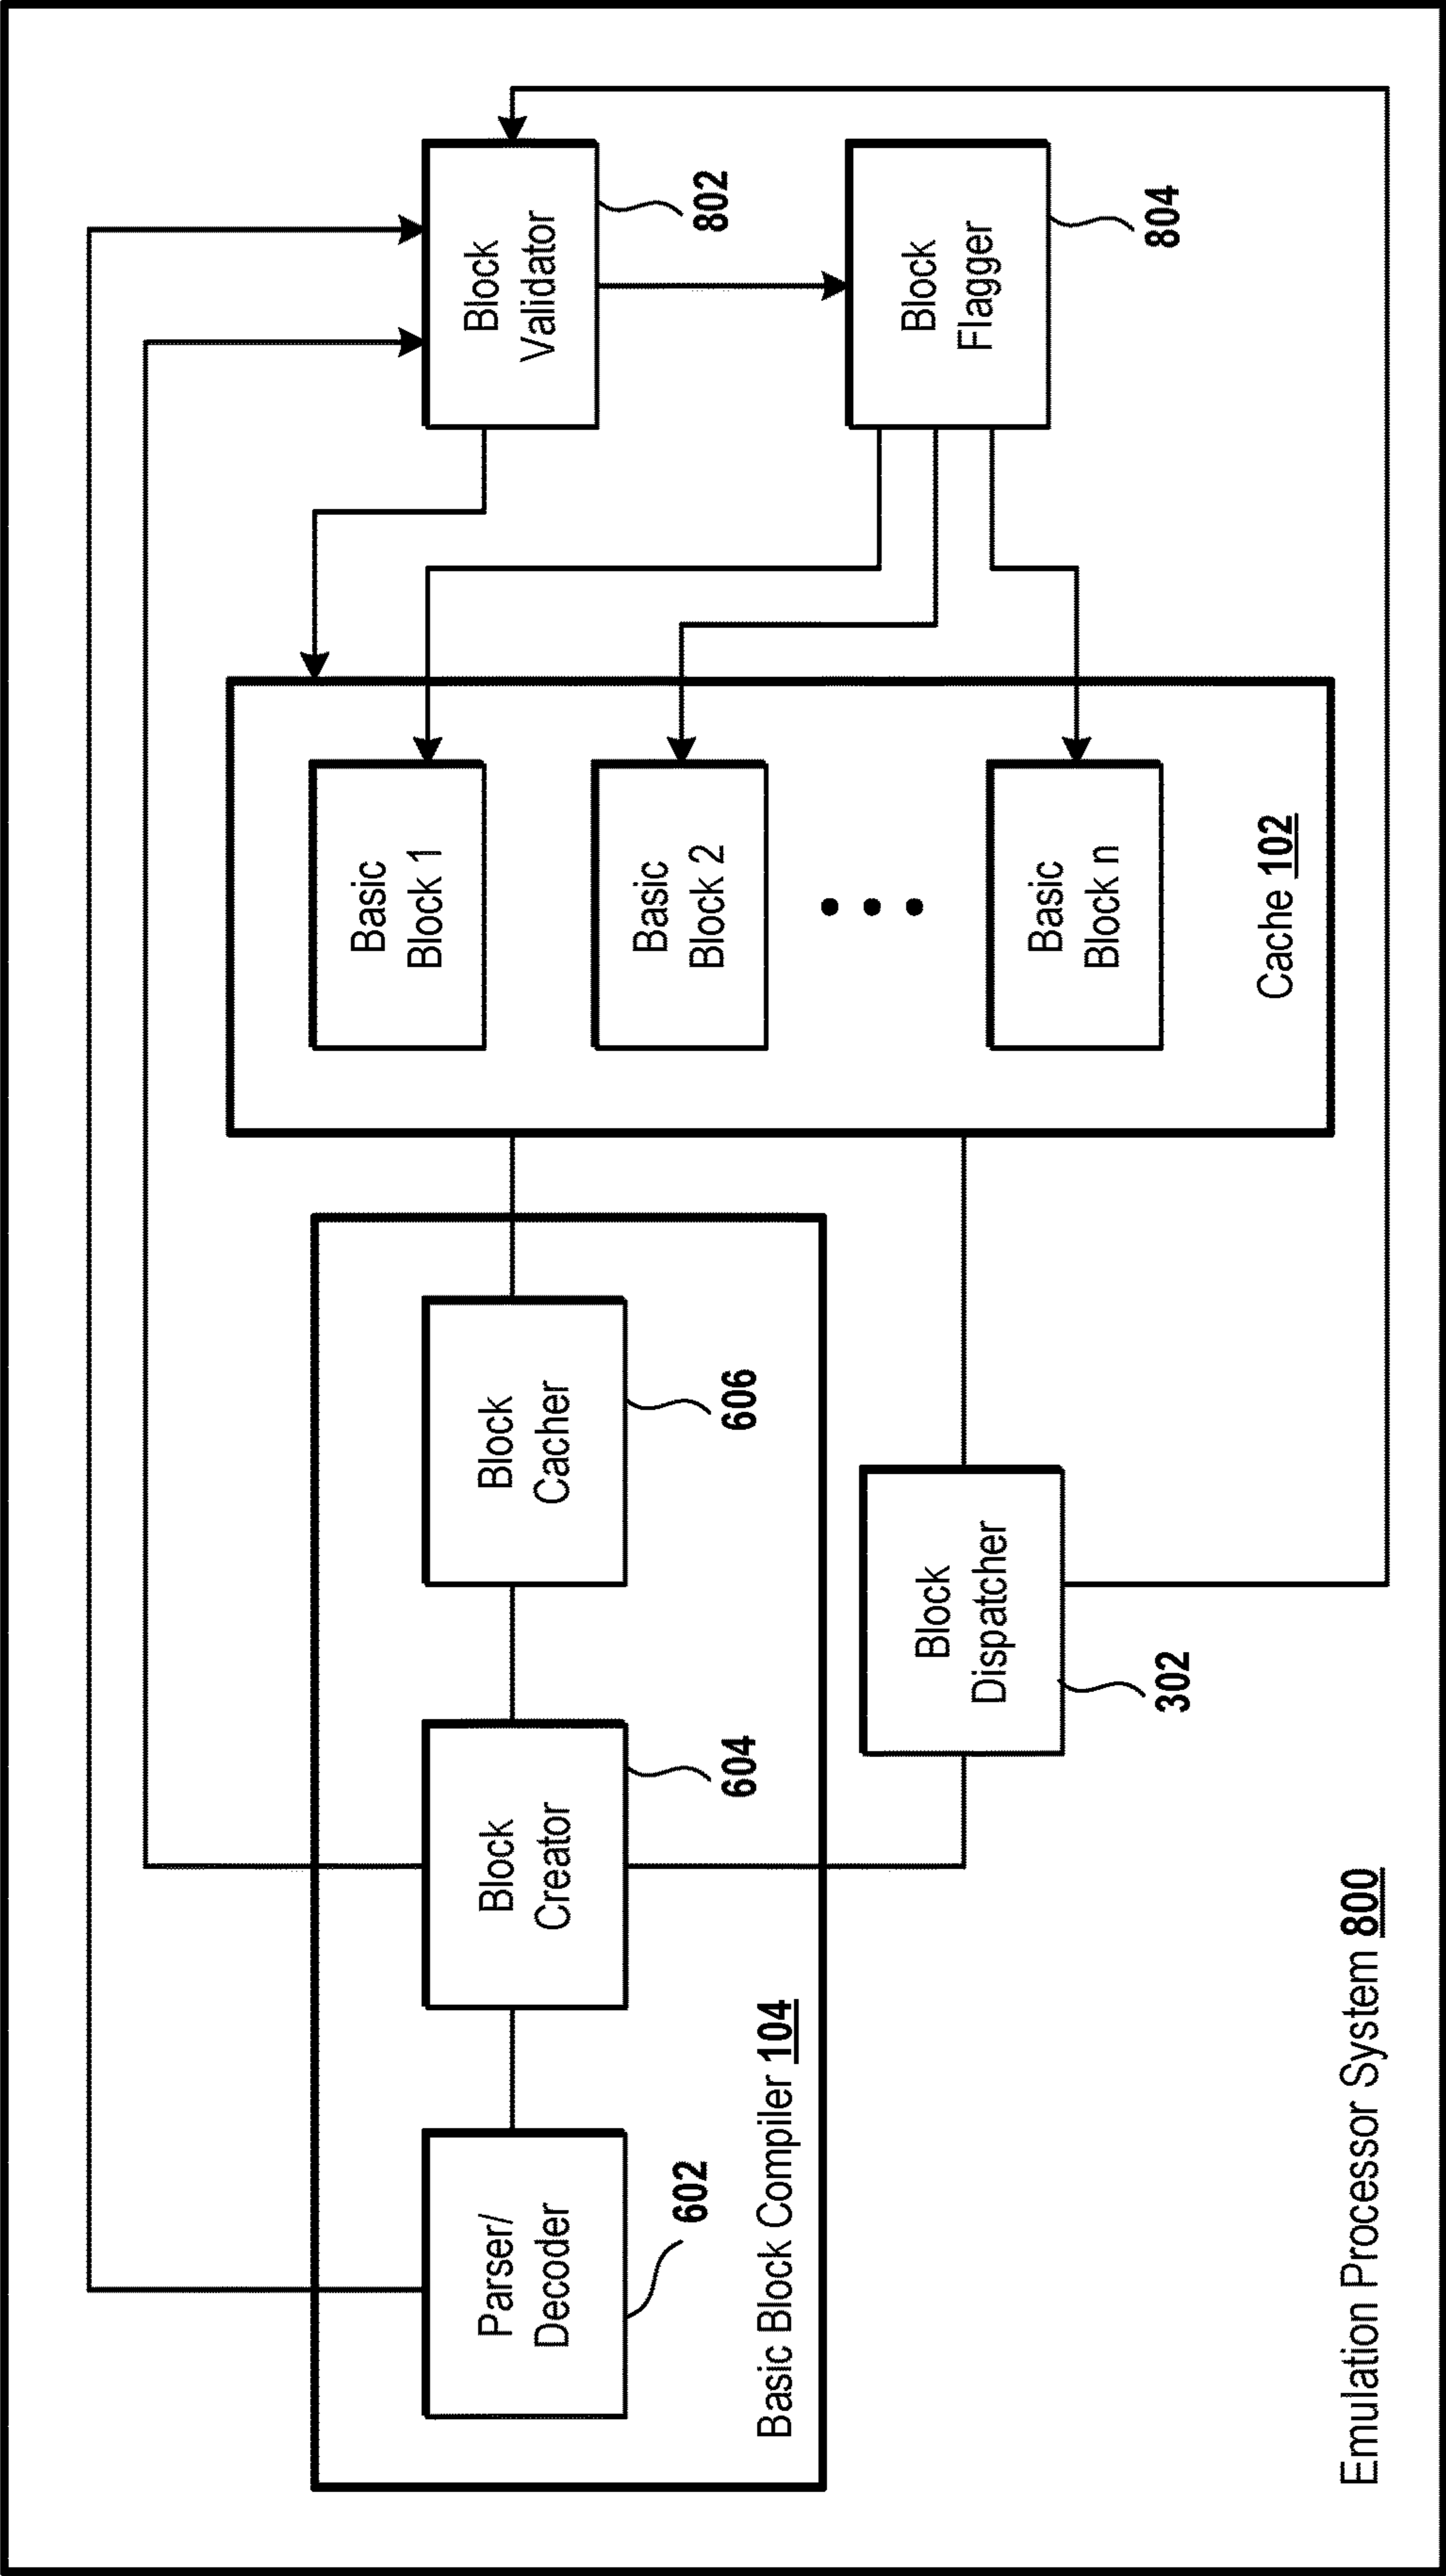 Parser/
Decoder
602
Block
Creator
604
Block
Cacher
606
Basic Block Compiler 104
Block
Dispatcher
302
Basic
Block 1
Basic
Block 2
Basic
Block n
Cache 102
Block
Validator
802
Block
Flagger
804
Emulation Processor System 800